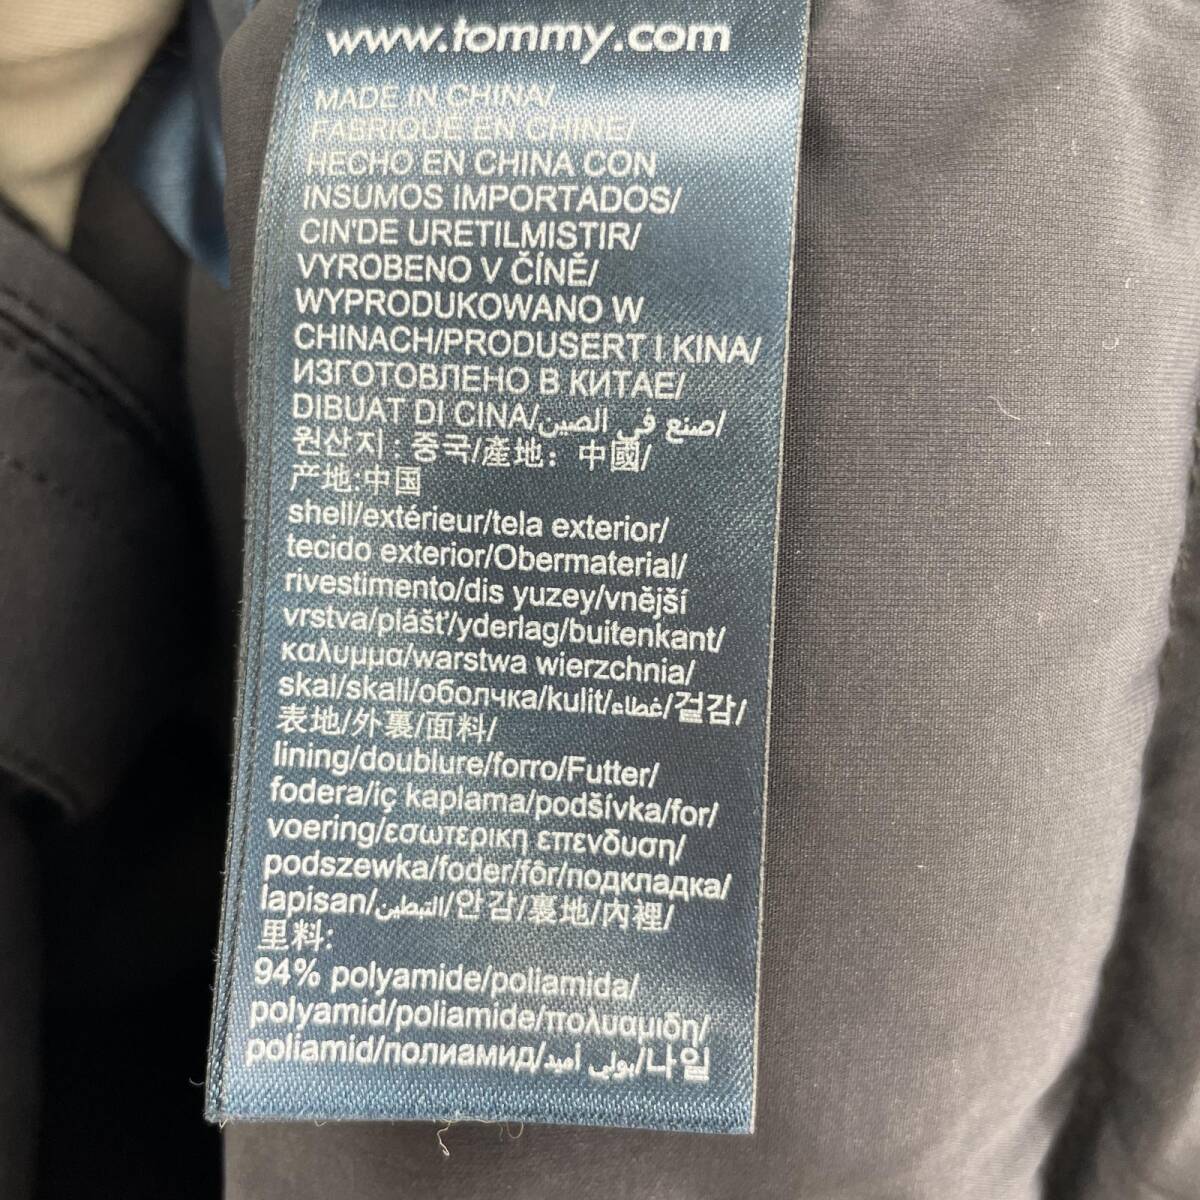 www.tommy.com
MADE IN CHINA/
FABRIQUÉ EN CHINE/
HECHO EN CHINA CON
INSUMOS IMPORTADOS/
CIN'DE URETILMISTIR/
VYROBENO V ČÍNĚ/
WYPRODUKOWANO W
CHINACH/PRODUSERT I KINA/
ИЗГОТОВЛЕНО В КИТАЕ/
DIBUAT DI CINA/صنع في الصين/
원산지 : 중국/產地: 中國/
产地:中国
shell/extérieur/tela exterior/
tecido exterior/Obermaterial/
rivestimento/dis yuzey/vnější
vrstva/plášť/yderlag/buitenkant/
καλυμμα/warstwa wierzchnia/
skal/skall/оболчка/kulit/غطاء/겉감/
表地/外裏/面料/
lining/doublure/forro/Futter/
fodera/iç kaplama/podšívka/for/
voering/εσωτερικη επενδυση/
podszewka/foder/fôr/подкладка/
lapisan/التبطين/안감/裏地/內裡/
里料:
94% polyamide/poliamida/
polyamid/poliamide/πολυαμιδη/
poliamid/полиамид/بولي أميد/나일